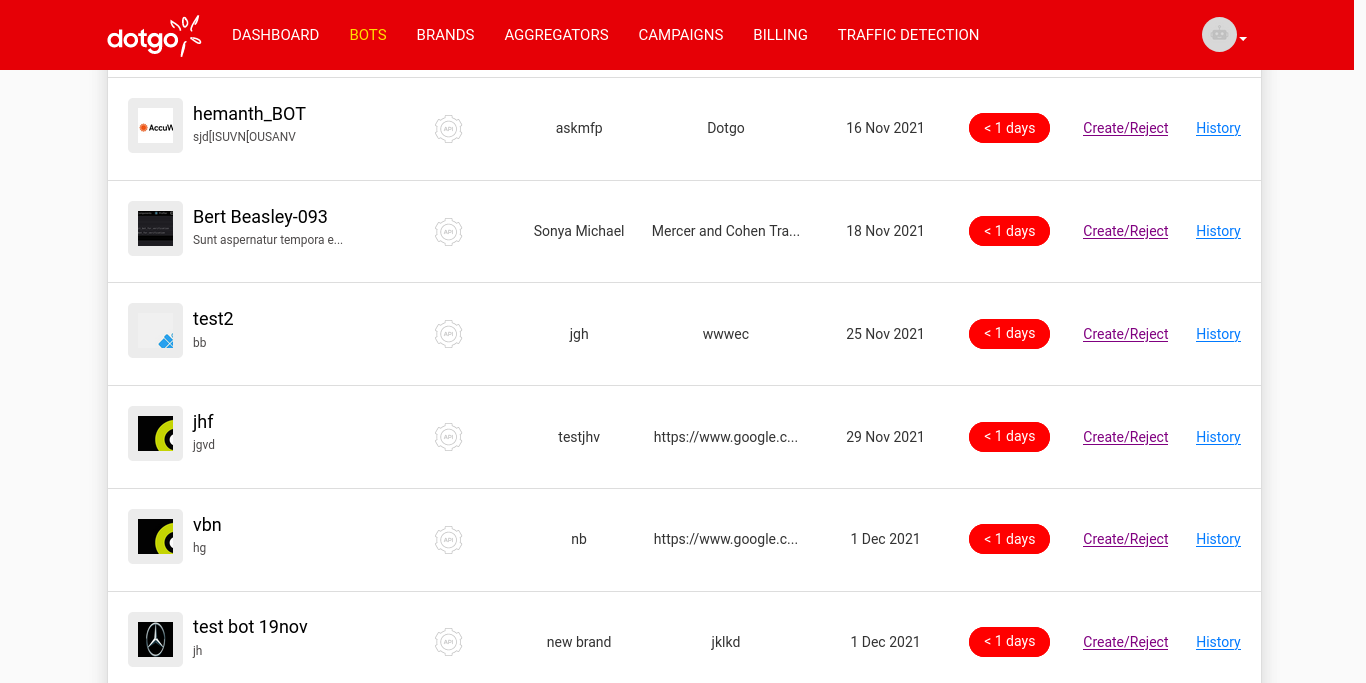 dotgo DASHBOARD BOTS BRANDS AGGREGATORS CAMPAIGNS BILLING TRAFFIC DETECTION
AccuW
hemanth_BOT
sjd[ISUVN[OUSANV
API
askmfp
Dotgo
16 Nov 2021
< 1 days
Create/Reject
History
Bert Beasley-093
Sunt aspernatur tempora e...
API
Sonya Michael
Mercer and Cohen Tra...
18 Nov 2021
< 1 days
Create/Reject
History
test2
bb
API
jgh
wwwec
25 Nov 2021
< 1 days
Create/Reject
History
jhf
jgvd
API
testjhv
https://www.google.c...
29 Nov 2021
< 1 days
Create/Reject
History
vbn
hg
API
nb
https://www.google.c...
1 Dec 2021
< 1 days
Create/Reject
History
test bot 19nov
jh
API
new brand
jklkd
1 Dec 2021
< 1 days
Create/Reject
History